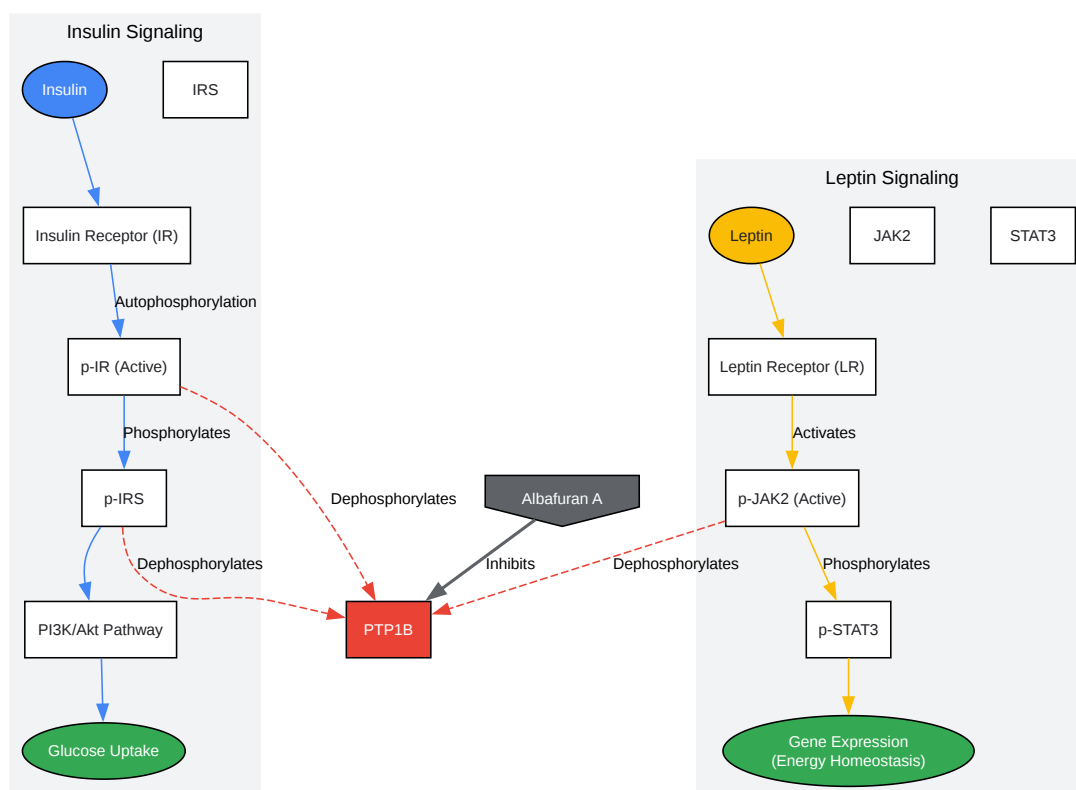 Insulin Signaling
Insulin
IRS
Insulin Receptor (IR)
Autophosphorylation
p-IR (Active)
Phosphorylates
p-IRS
Dephosphorylates
Dephosphorylates
PI3K/Akt Pathway
Glucose Uptake
Albafuran A
Inhibits
PTP1B
Leptin Signaling
Leptin
JAK2
STAT3
Leptin Receptor (LR)
Activates
p-JAK2 (Active)
Dephosphorylates
Phosphorylates
p-STAT3
Gene Expression
(Energy Homeostasis)